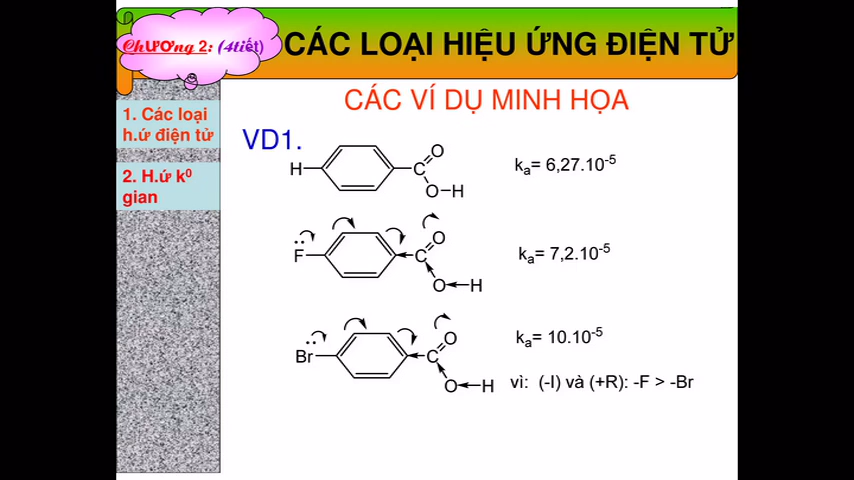 Chương 2: (4tiết)
CÁC LOẠI HIỆU ỨNG ĐIỆN TỬ
1. Các loại
h.ứ điện tử
2. H.ứ k⁰
gian
CÁC VÍ DỤ MINH HỌA
VD1.
H C O O H
kₐ= 6,27.10⁻⁵
F C O O H
kₐ= 7,2.10⁻⁵
Br C O O H
kₐ= 10.10⁻⁵
vì: (-I) và (+R): -F > -Br